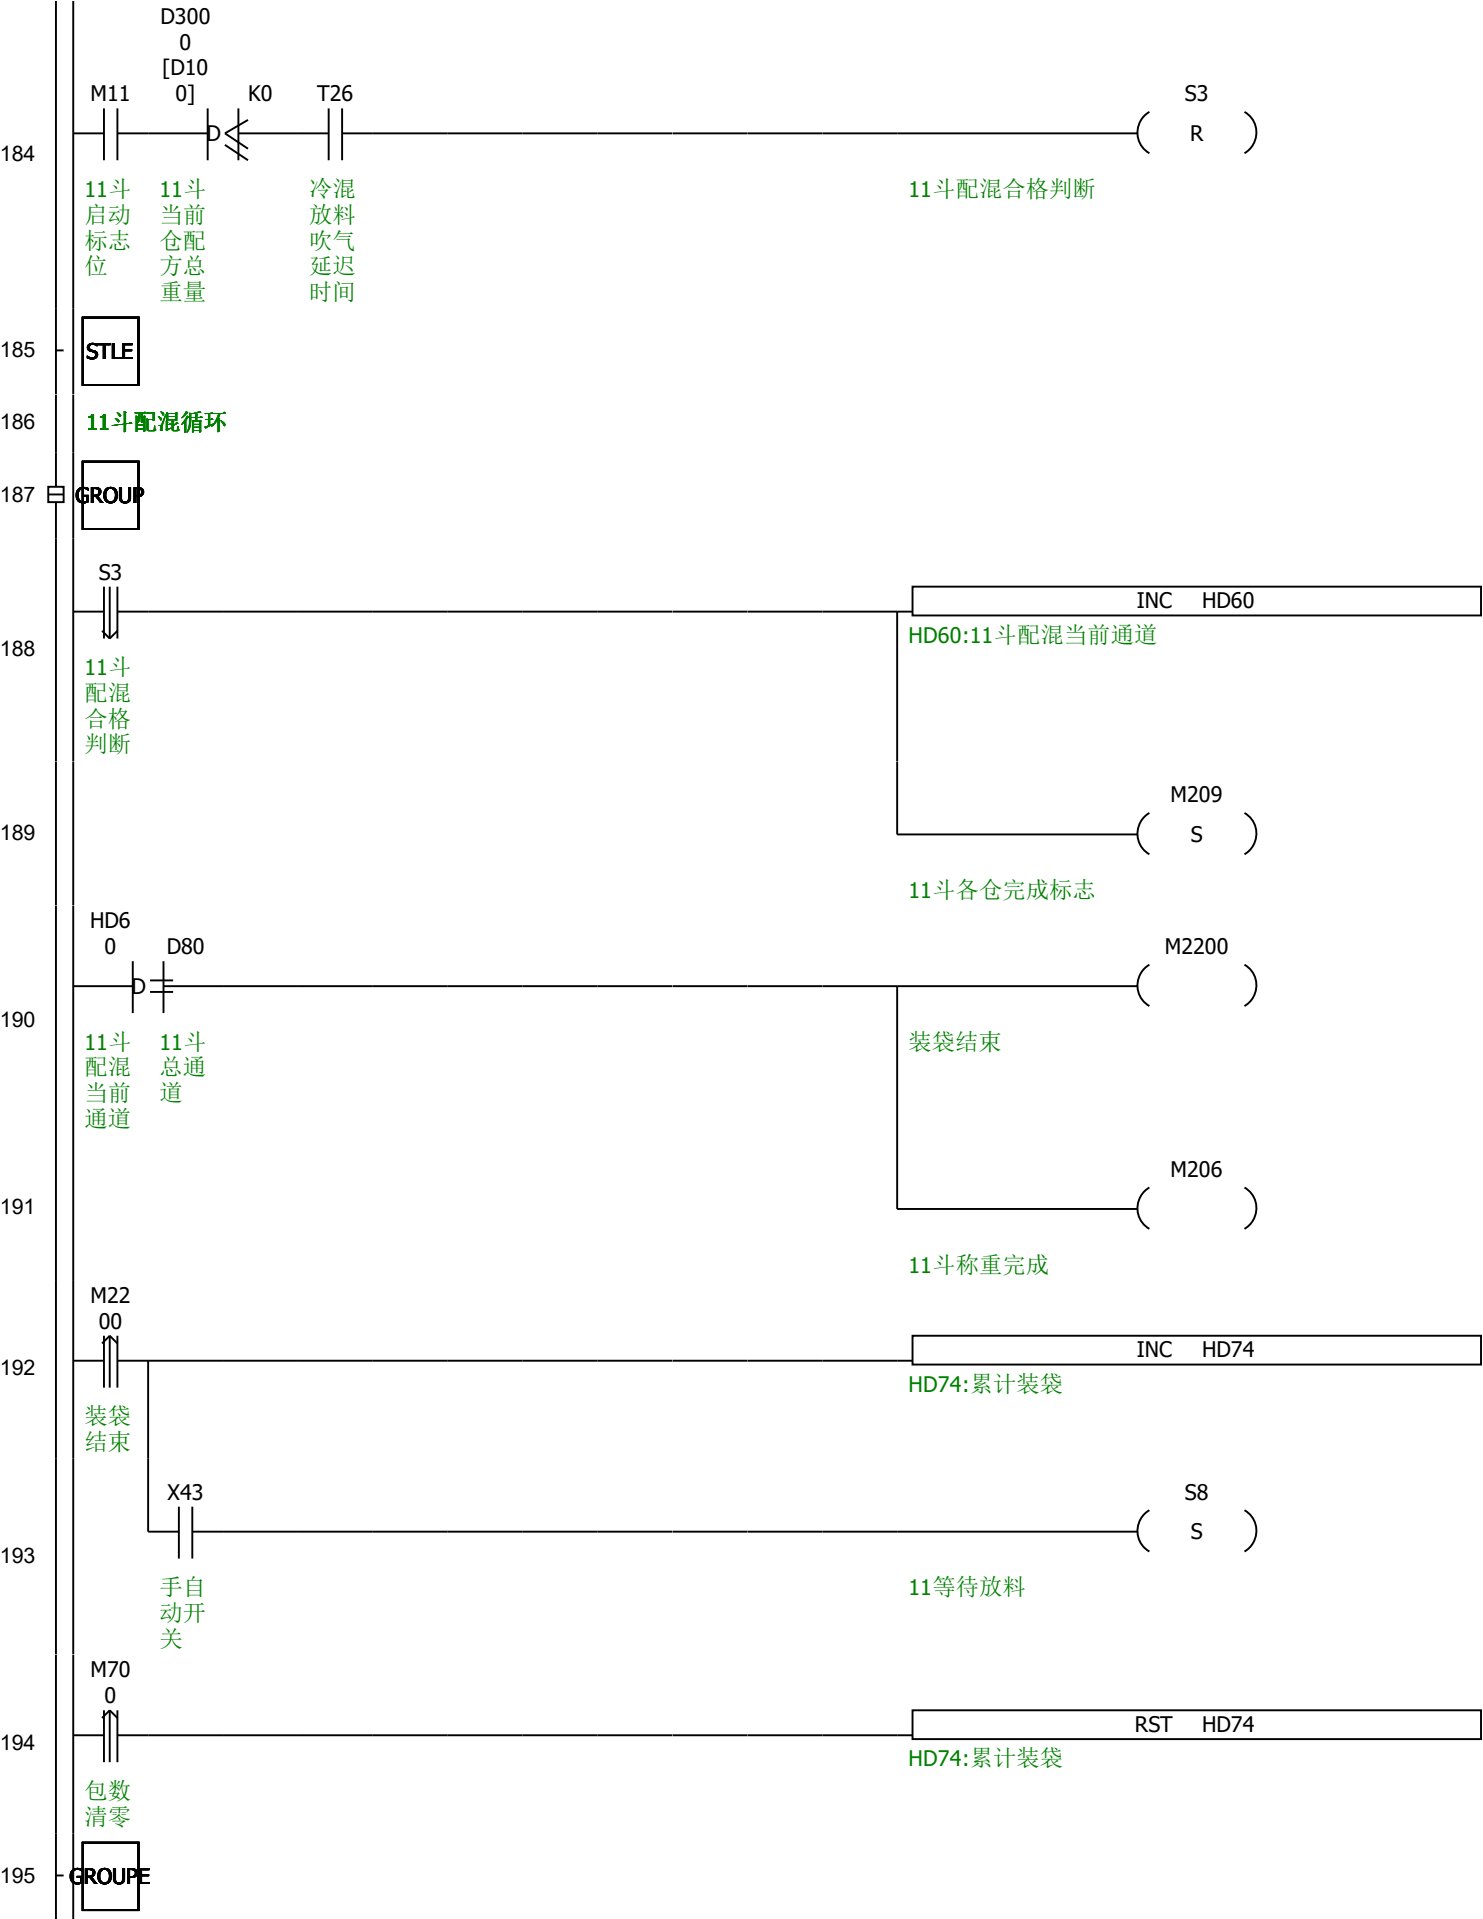 D300
0
[D10
M11
0]
K0
T26
S3
D
R
184
11斗
启动
标志
位
11斗
当前
仓配
方总
重量
冷混
放料
吹气
延迟
时间
11斗配混合格判断
185
STLE
186
11斗配混循环
187
GROUP
S3
INC HD60
188
HD60:11斗配混当前通道
11斗
配混
合格
判断
M209
189
S
11斗各仓完成标志
HD6
0
D80
M2200
D
190
11斗
配混
当前
通道
11斗
总通
道
装袋结束
M206
191
11斗称重完成
M22
00
INC HD74
192
HD74:累计装袋
装袋
结束
X43
S8
S
193
手自
动开
关
11等待放料
M70
0
RST HD74
194
HD74:累计装袋
包数
清零
195
GROUPE